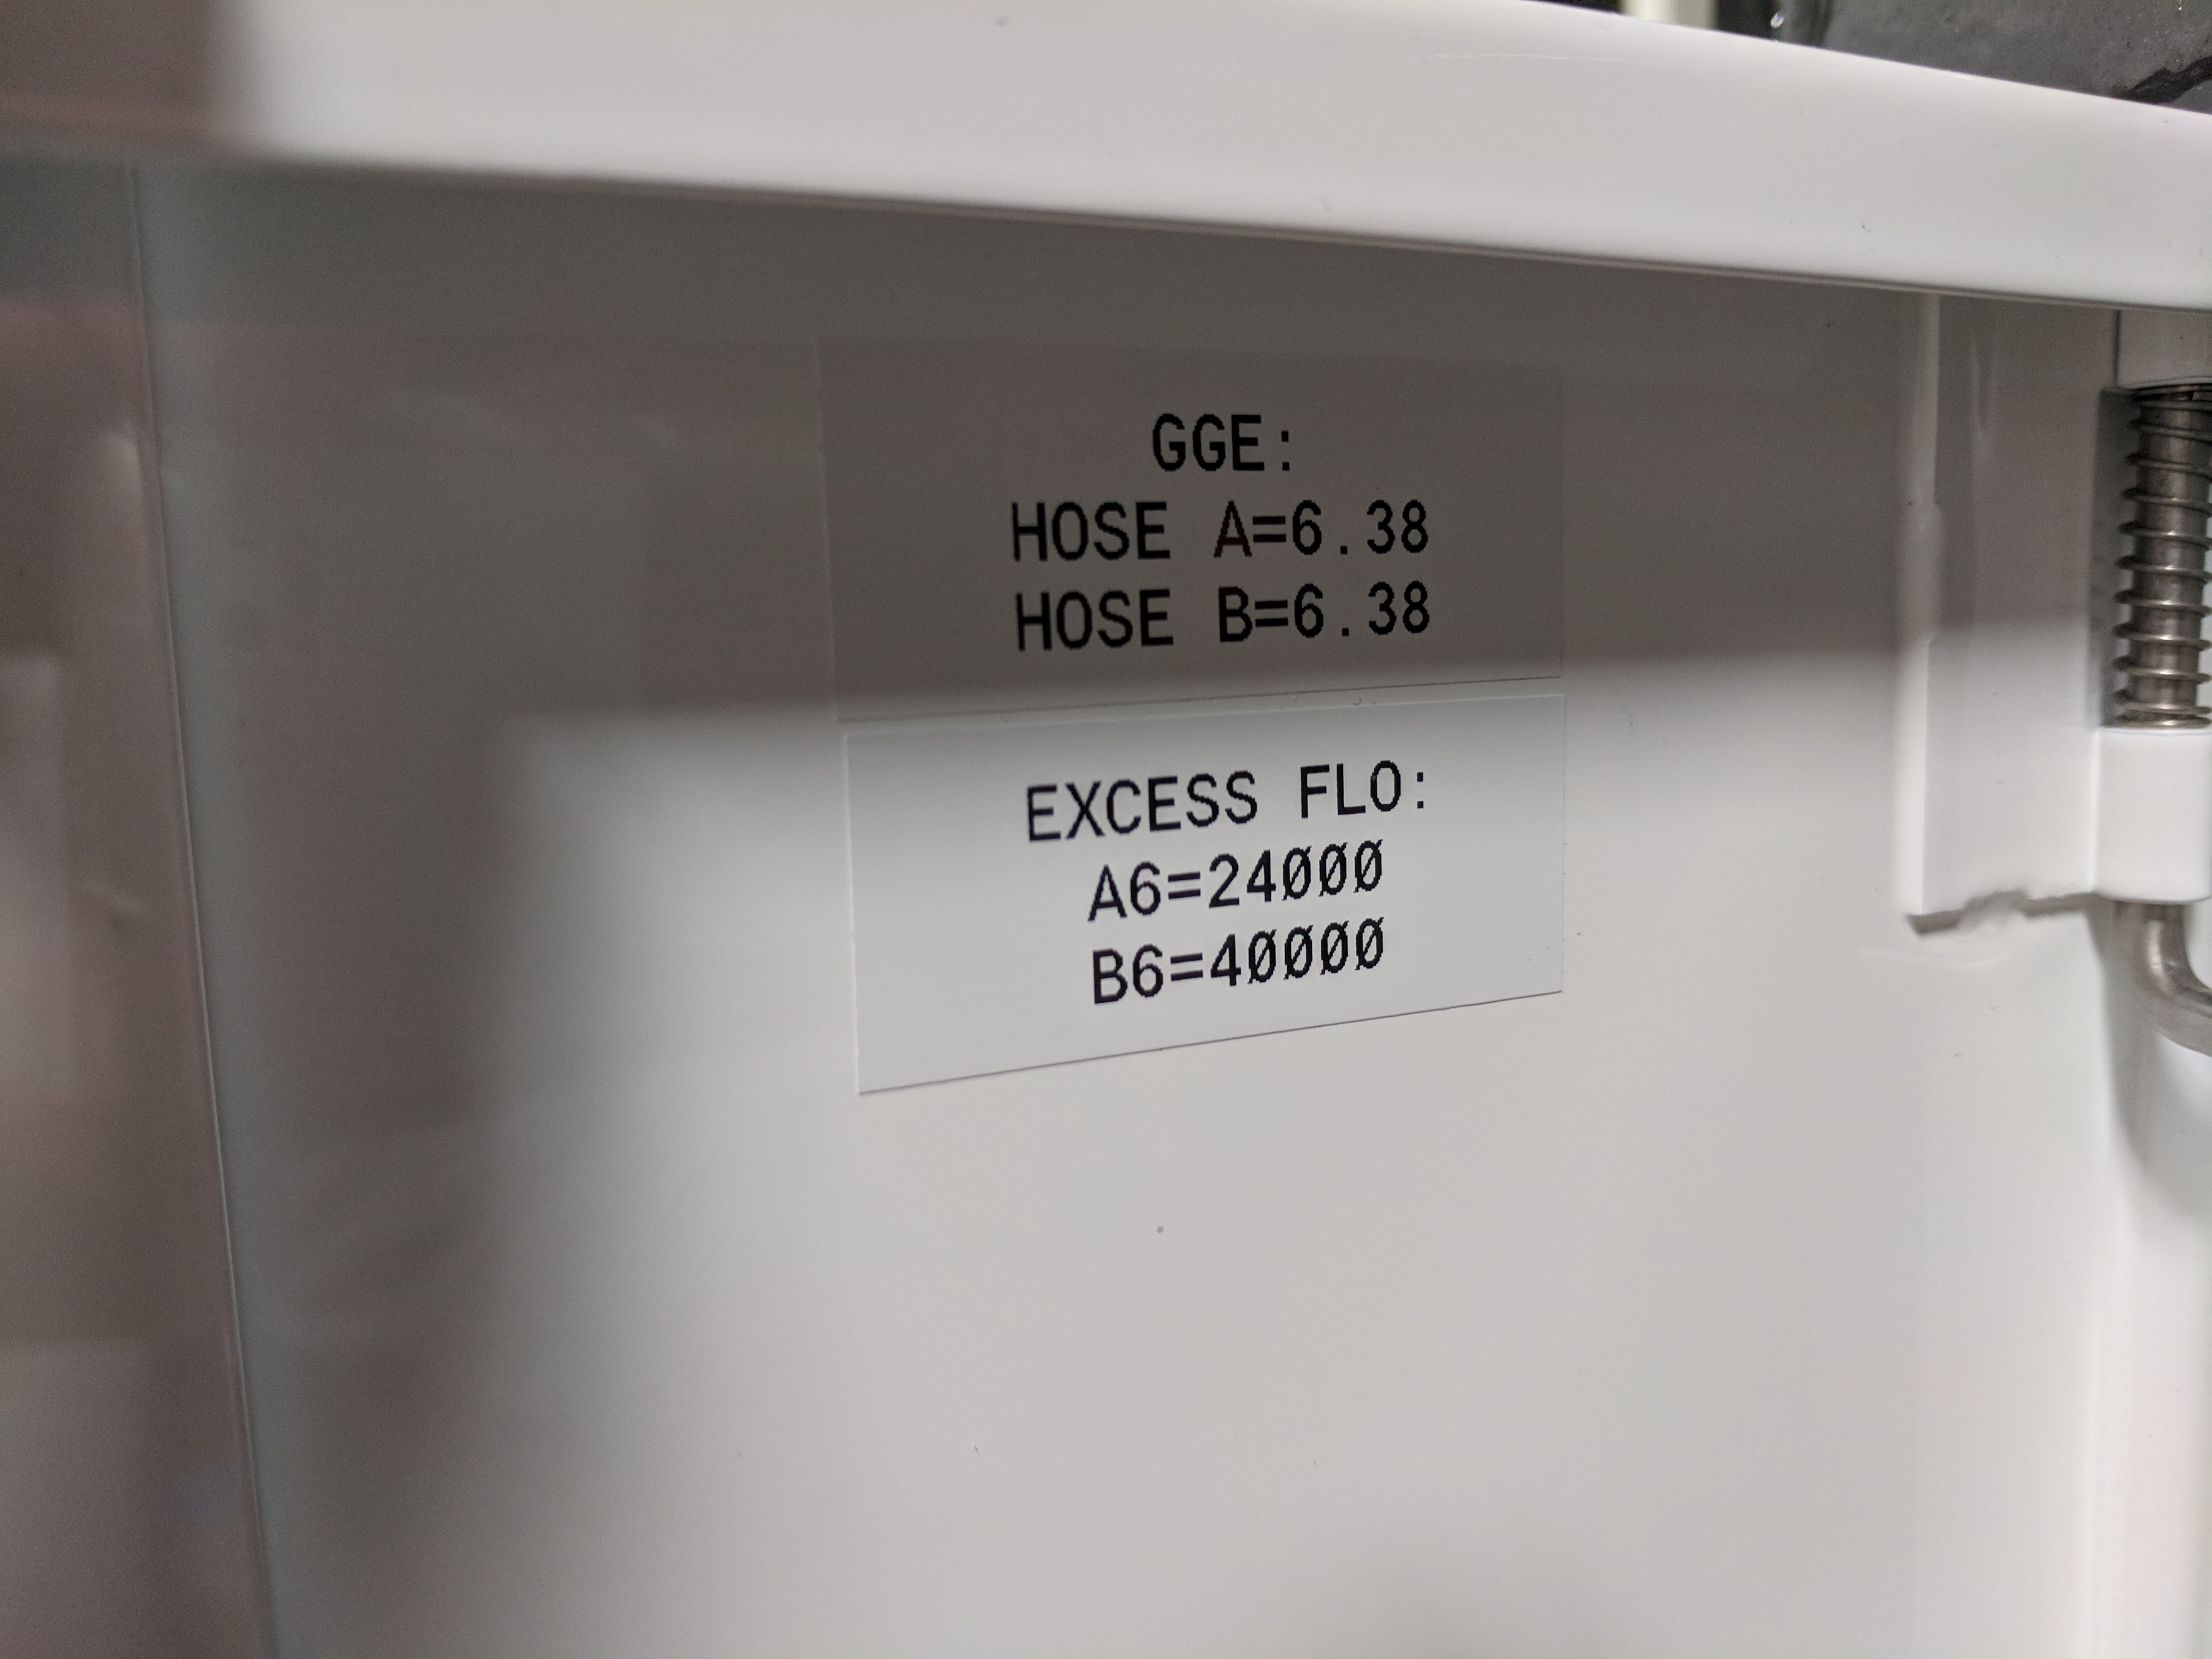 GGE:
HOSE A=6.38
HOSE B=6.38
EXCESS FLO:
A6=24000
B6=40000